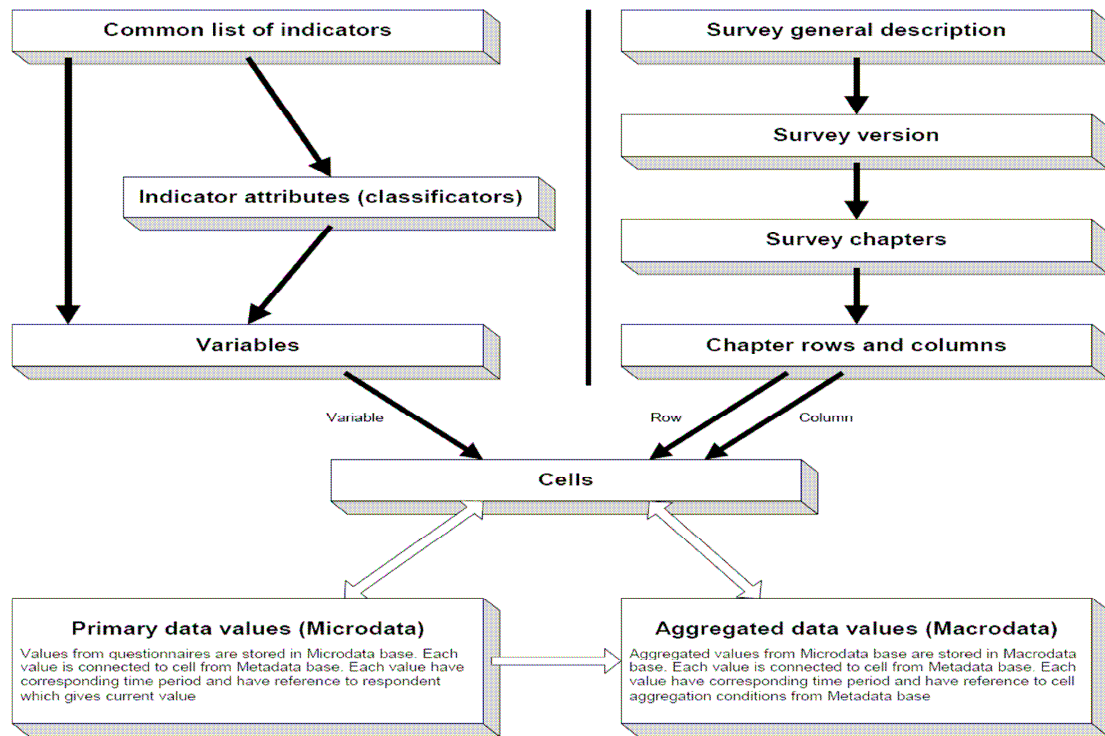 Common list of indicators
Survey general description
Survey version
Indicator attributes (classificators)
Survey chapters
Variables
Chapter rows and columns
Variable
Row
Column
Cells
Primary data values (Microdata)
Values from questionnaires are stored in Microdata base. Each
value is connected to cell from Metadata base. Each value have
corresponding time period and have reference to respondent
which gives current value
Aggregated data values (Macrodata)
Aggregated values from Microdata base are stored in Macrodata
base. Each value is connected to cell from Metadata base. Each
value have corresponding time period and have reference to cell
aggregation conditions from Metadata base